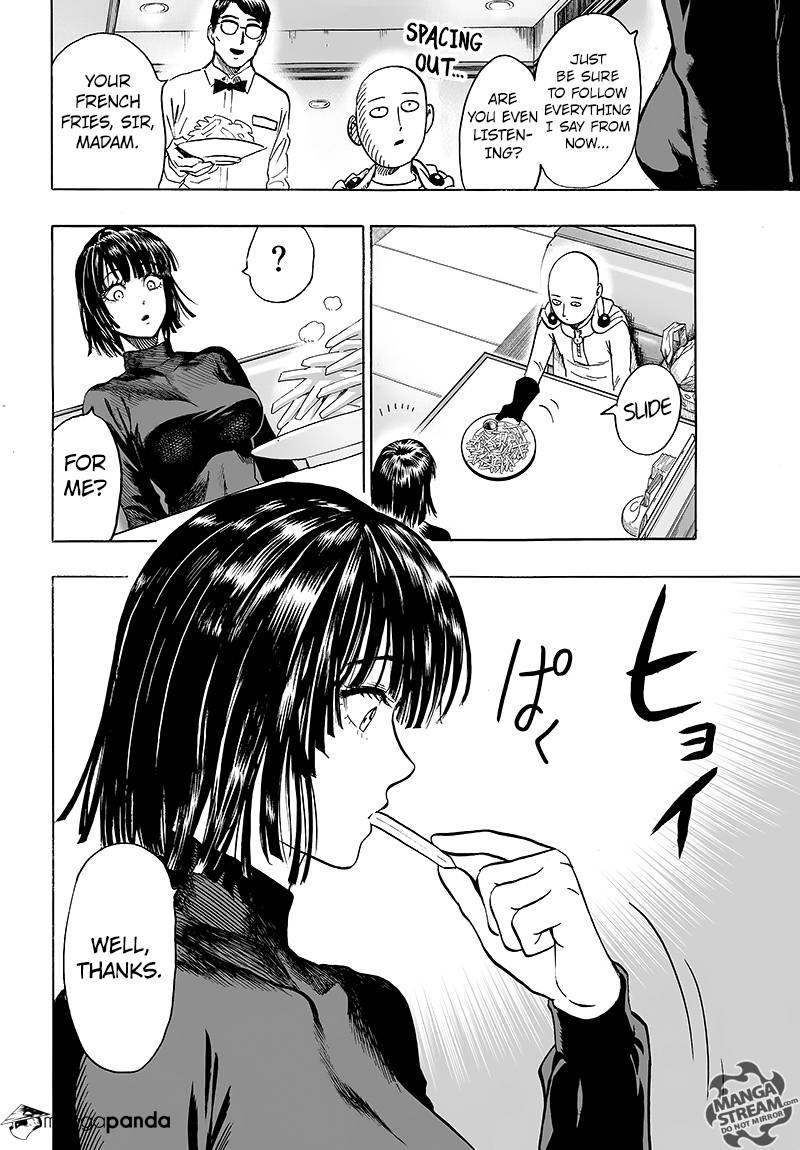 JUST
BE SURE
TO FOLLOW
EVERYTHING
I SAY FROM
NOW...
ARE
YOU EVEN
LISTEN-
ING?
SPACING
OUT...
YOUR
FRENCH
FRIES, SIR,
MADAM.
SLIDE
?
FOR
ME?
ヒョイ
ぱく
WELL,
THANKS.
mangapanda
MANGA
STREAM.com
DO NOT MIRROR